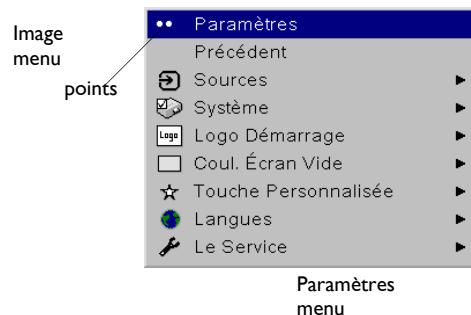 Image
menu
points
Paramètres
Précédent
Sources
Système
Logo
Logo Démarrage
Coul. Écran Vide
Touche Personnalisée
Langues
Le Service
Paramètres
menu